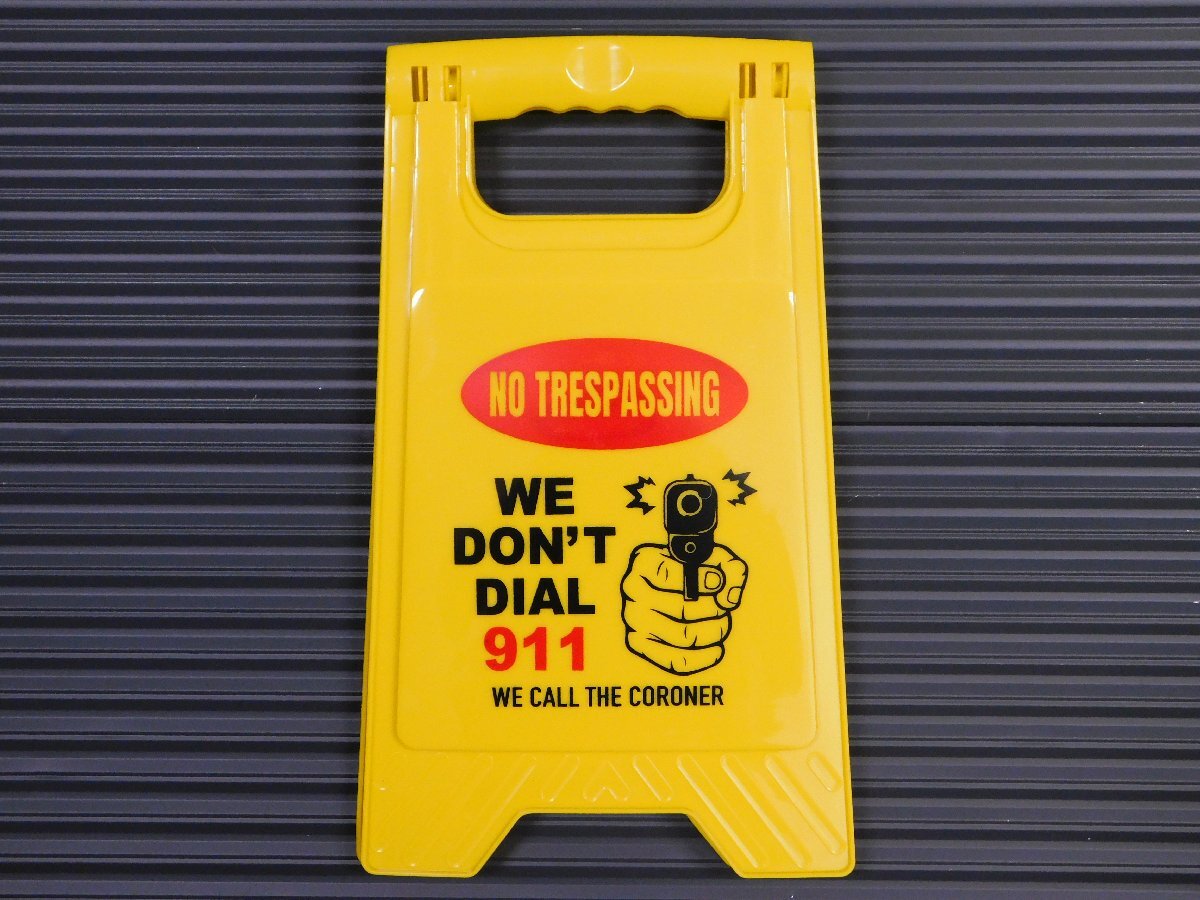 NO TRESPASSING
WE
DON'T
DIAL
911
WE CALL THE CORONER